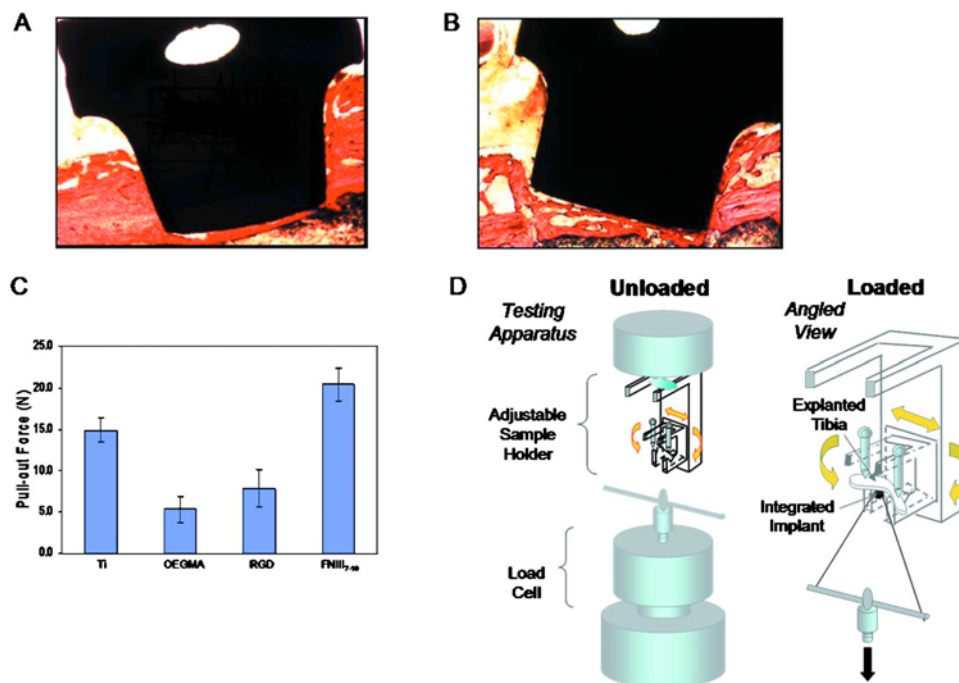 A
B
C
Pull-out Force (N)
25.0
20.0
15.0
10.0
5.0
0.0
Ti
OEGMA
RGD
FNIII7-10
D
Unloaded
Loaded
Testing
Apparatus
Angled
View
Adjustable
Sample
Holder
Explanted
Tibia
Integrated
Implant
Load
Cell